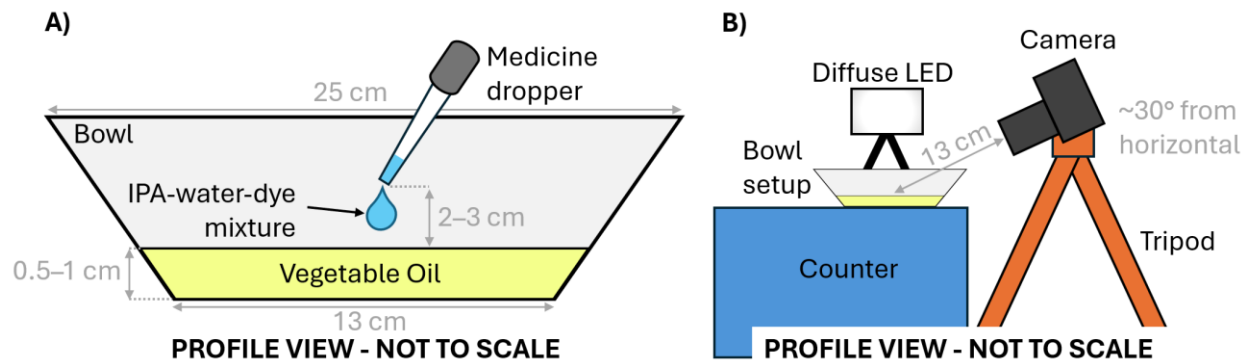 A)
25 cm
Medicine
dropper
Bowl
IPA-water-dye
mixture
2–3 cm
0.5–1 cm
Vegetable Oil
13 cm
PROFILE VIEW - NOT TO SCALE
B)
Camera
Diffuse LED
~30° from
horizontal
13 cm
Bowl
setup
Counter
Tripod
PROFILE VIEW - NOT TO SCALE